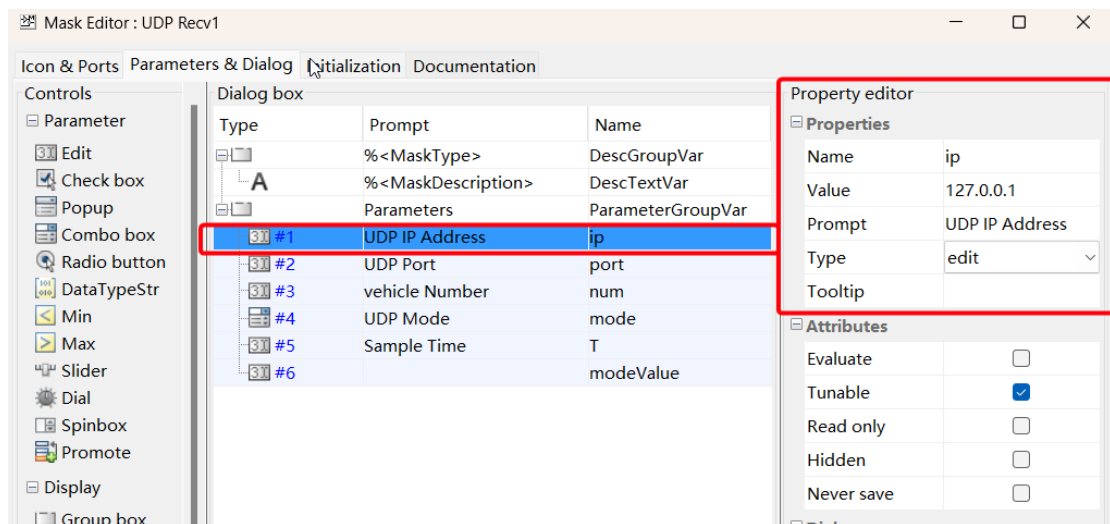 Mask Editor : UDP Recv1
Icon & Ports Parameters & Dialog Initialization Documentation
Controls
Parameter
Edit
Check box
Popup
Combo box
Radio button
DataTypeStr
Min
Max
Slider
Dial
Spinbox
Promote
Display
Group box
Dialog box
Type Prompt Name
%<MaskType> DescGroupVar
A %<MaskDescription> DescTextVar
Parameters ParameterGroupVar
#1 UDP IP Address ip
#2 UDP Port port
#3 vehicle Number num
#4 UDP Mode mode
#5 Sample Time T
#6 modeValue
Property editor
Properties
Name ip
Value 127.0.0.1
Prompt UDP IP Address
Type edit
Tooltip
Attributes
Evaluate
Tunable
Read only
Hidden
Never save